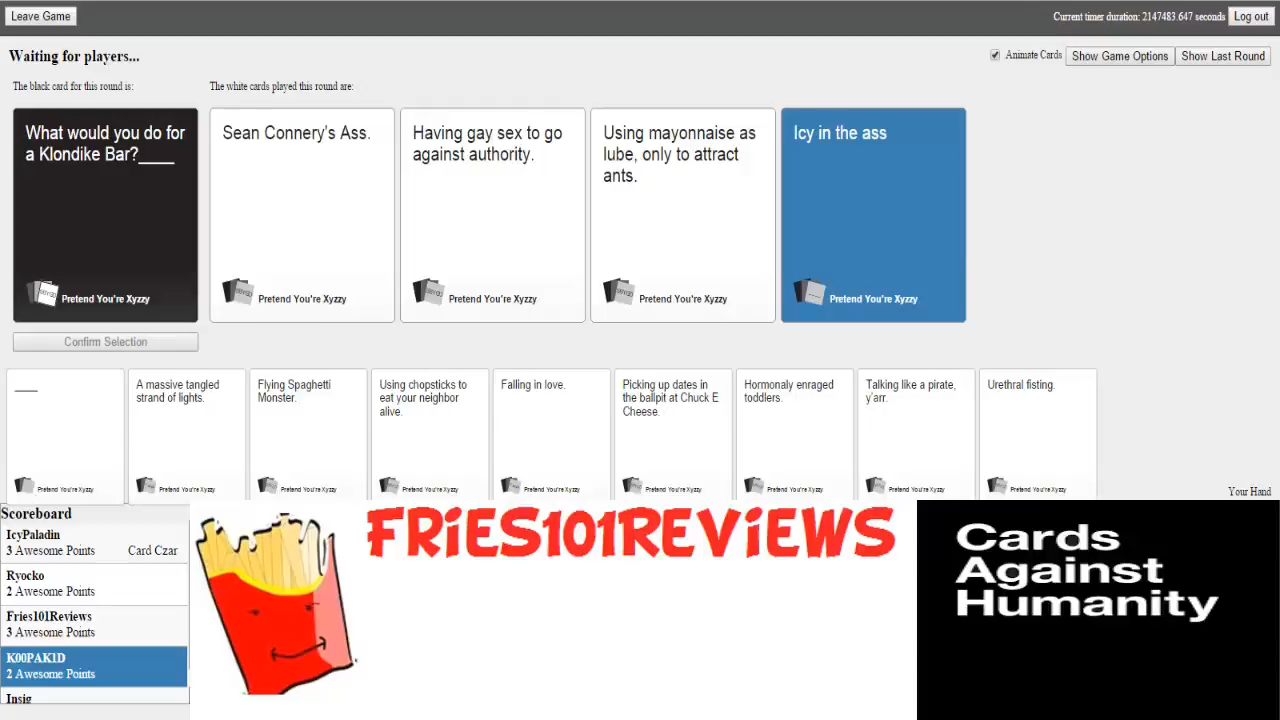 Leave Game
Current timer duration: 2147483.647 seconds
Log out
Waiting for players...
Animate Cards
Show Game Options
Show Last Round
The black card for this round is:
The white cards played this round are:
What would you do for
a Klondike Bar?____
Pretend You're Xyzzy
Sean Connery's Ass.
Pretend You're Xyzzy
Having gay sex to go
against authority.
Pretend You're Xyzzy
Using mayonnaise as
lube, only to attract
ants.
Pretend You're Xyzzy
Icy in the ass
Pretend You're Xyzzy
Confirm Selection
____
Pretend You're Xyzzy
A massive tangled
strand of lights.
Pretend You're Xyzzy
Flying Spaghetti
Monster.
Pretend You're Xyzzy
Using chopsticks to
eat your neighbor
alive.
Pretend You're Xyzzy
Falling in love.
Pretend You're Xyzzy
Picking up dates in
the ballpit at Chuck E
Cheese.
Pretend You're Xyzzy
Hormonaly enraged
toddlers.
Pretend You're Xyzzy
Talking like a pirate,
y'arr.
Pretend You're Xyzzy
Urethral fisting.
Pretend You're Xyzzy
Your Hand
Scoreboard
IcyPaladin
3 Awesome Points Card Czar
Ryocko
2 Awesome Points
Fries101Reviews
3 Awesome Points
K00PAK1D
2 Awesome Points
Insig
FRiES101REViEWS
Cards
Against
Humanity